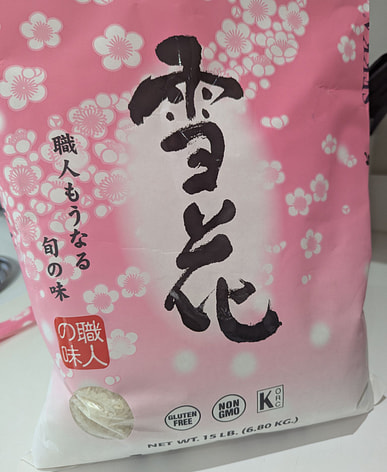 雪花
職人もうなる
旬の味
職人
の味
GLUTEN
FREE
NON
GMO
K
ORC
NET WT. 15 LB. (6.80 KG.)